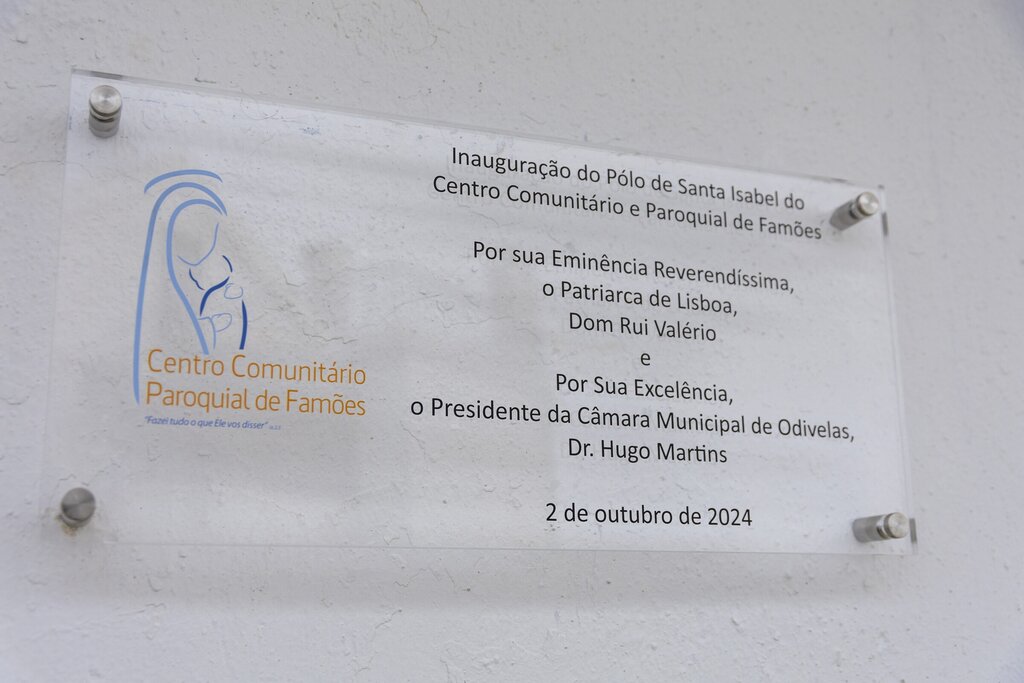 Inauguração do Pólo de Santa Isabel do
Centro Comunitário e Paroquial de Famões
Por sua Eminência Reverendíssima,
o Patriarca de Lisboa,
Dom Rui Valério
e
Por Sua Excelência,
o Presidente da Câmara Municipal de Odivelas,
Dr. Hugo Martins
2 de outubro de 2024
Centro Comunitário
Paroquial de Famões
"Fazei tudo o que Ele vos disser"